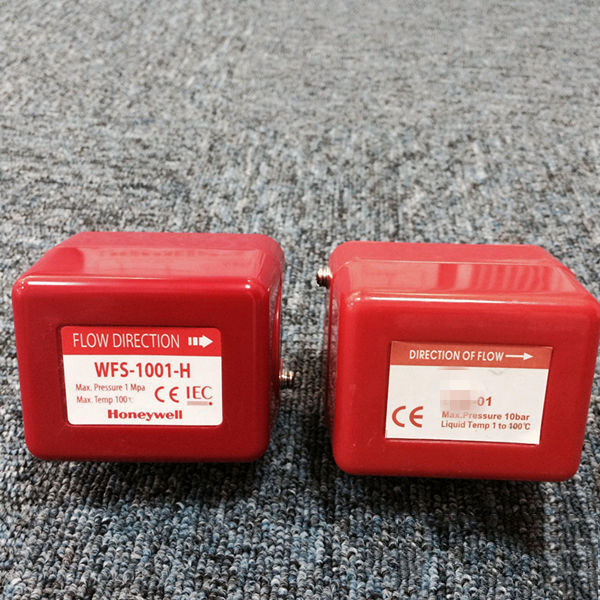 FLOW DIRECTION
WFS-1001-H
Max. Pressure 1 Mpa
Max. Temp 100℃
CE IEC
Honeywell
DIRECTION OF FLOW
-01
CE
Max.Pressure 10bar
Liquid Temp 1 to 100℃